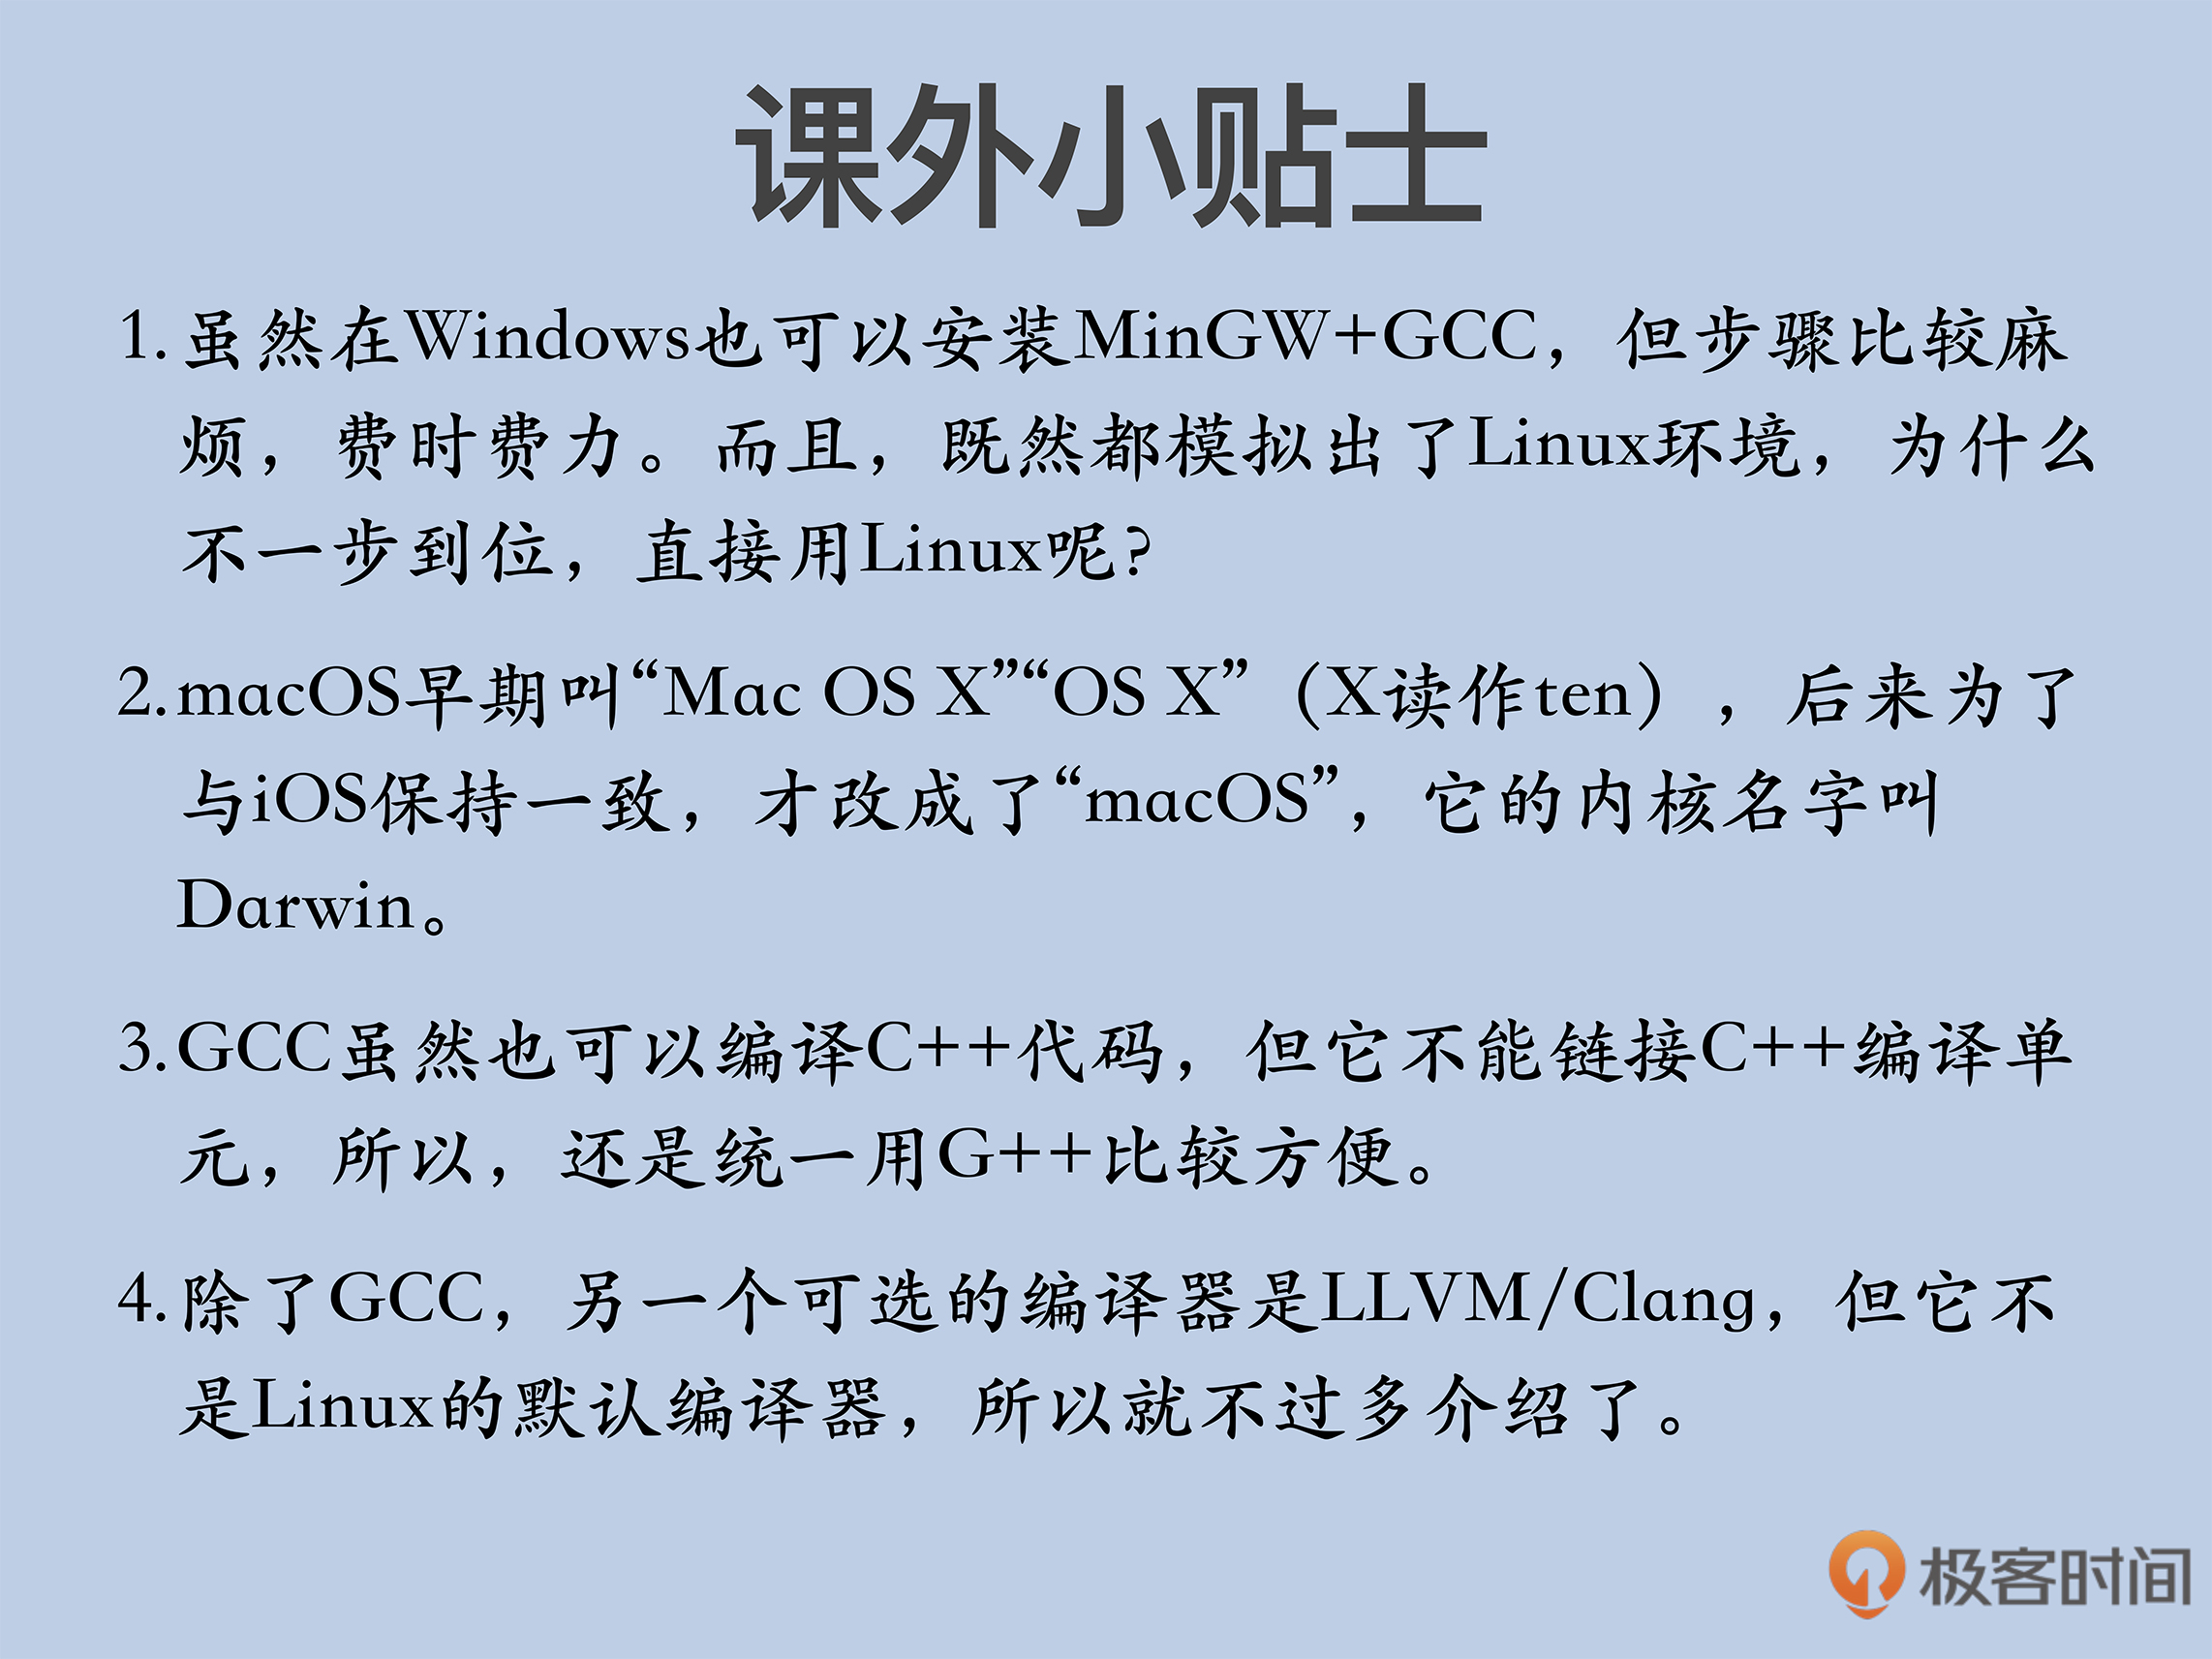 课外小贴士
1.虽然在Windows也可以安装MinGW+GCC，但步骤比较麻
烦，费时费力。而且，既然都模拟出了Linux环境，为什么
不一步到位，直接用Linux呢？
2.macOS早期叫“Mac OS X”“OS X”（X读作ten），后来为了
与iOS保持一致，才改成了“macOS”，它的内核名字叫
Darwin。
3.GCC虽然也可以编译C++代码，但它不能链接C++编译单
元，所以，还是统一用G++比较方便。
4.除了GCC，另一个可选的编译器是LLVM/Clang，但它不
是Linux的默认编译器，所以就不过多介绍了。
极客时间